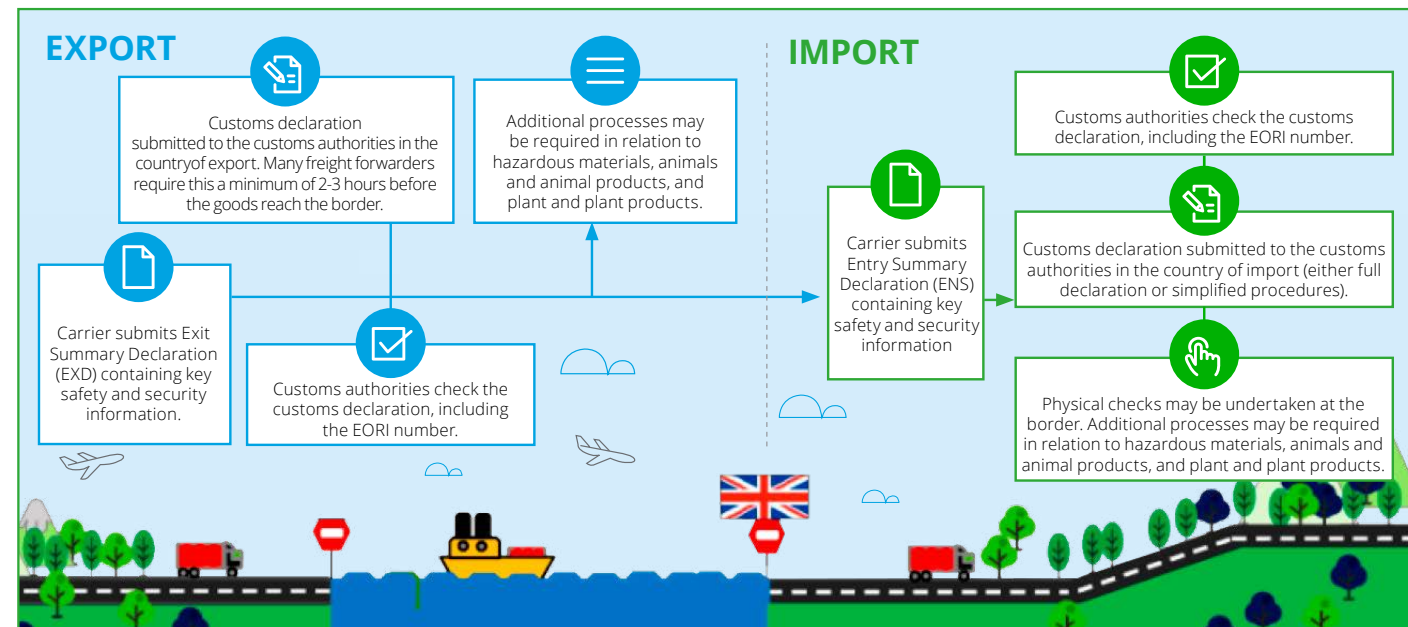 EXPORT
Customs declaration
submitted to the customs authorities in the
countryof export. Many freight forwarders
require this a minimum of 2-3 hours before
the goods reach the border.
Additional processes may
be required in relation to
hazardous materials, animals
and animal products, and
plant and plant products.
Carrier submits Exit
Summary Declaration
(EXD) containing key
safety and security
information.
Customs authorities check the
customs declaration, including
the EORI number.
IMPORT
Carrier submits
Entry Summary
Declaration (ENS)
containing key
safety and security
information
Customs authorities check the customs
declaration, including the EORI number.
Customs declaration submitted to the customs
authorities in the country of import (either full
declaration or simplified procedures).
Physical checks may be undertaken at the
border. Additional processes may be required
in relation to hazardous materials, animals and
animal products, and plant and plant products.